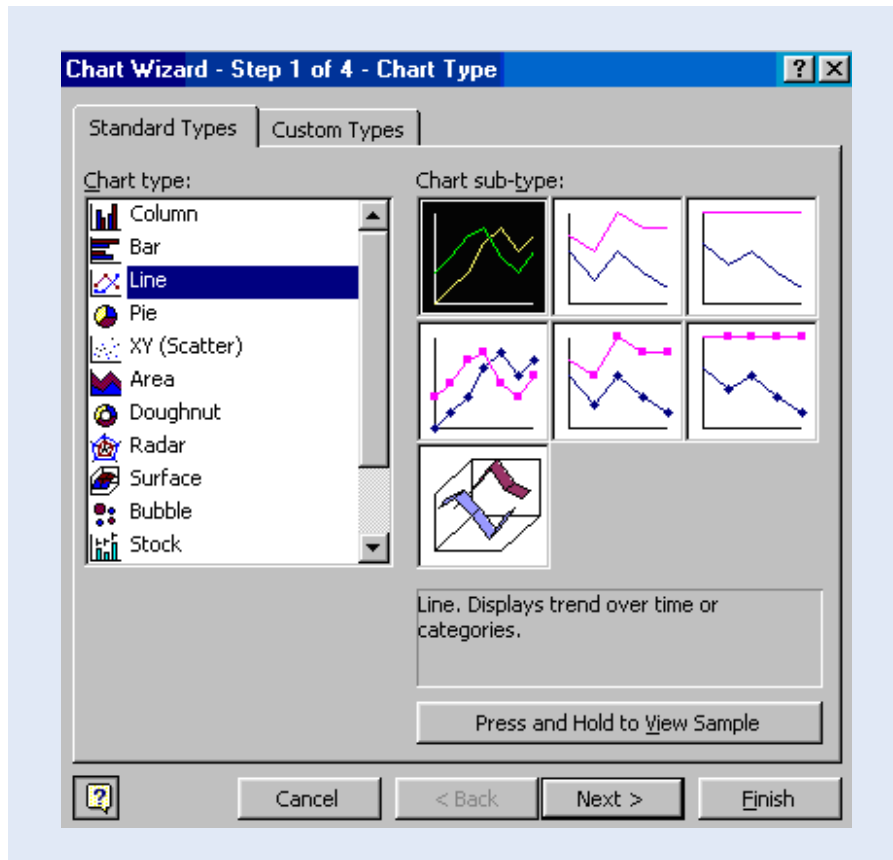 Chart Wizard - Step 1 of 4 - Chart Type
Standard Types
Custom Types
Chart type:
Column
Bar
Line
Pie
XY (Scatter)
Area
Doughnut
Radar
Surface
Bubble
Stock
Chart sub-type:
Line. Displays trend over time or
categories.
Press and Hold to View Sample
Cancel
< Back
Next >
Finish